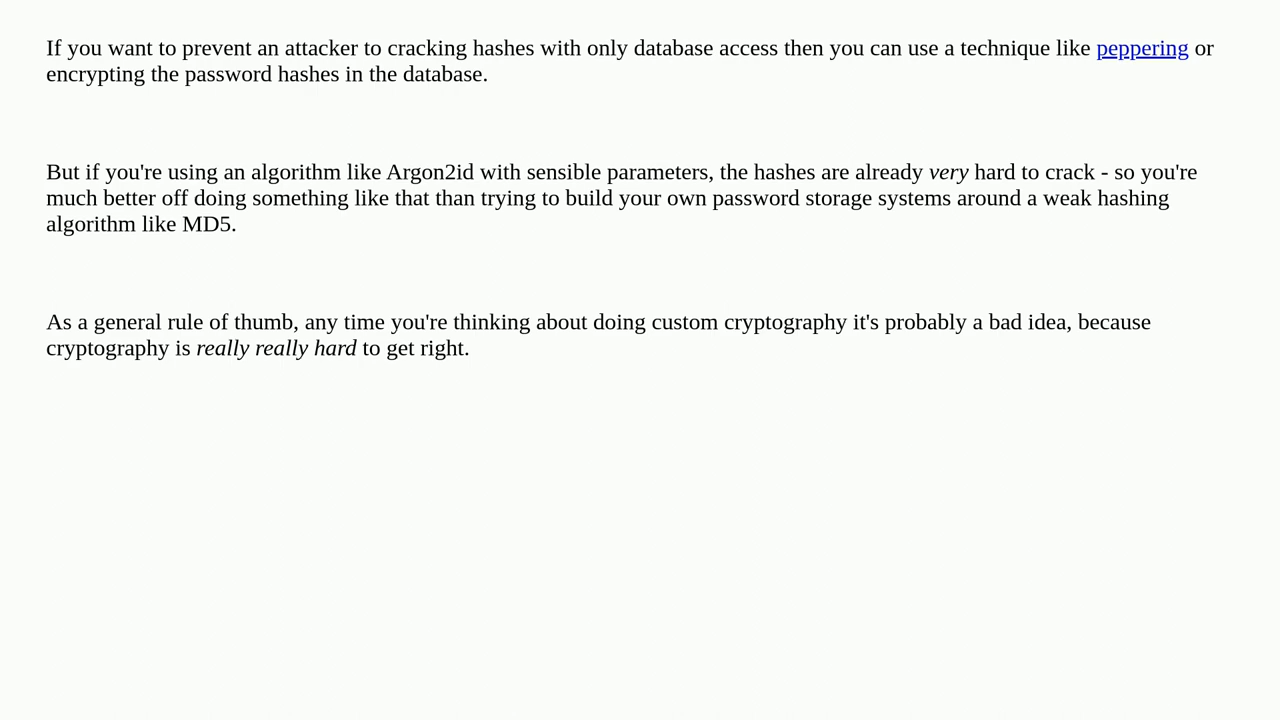 If you want to prevent an attacker to cracking hashes with only database access then you can use a technique like peppering or
encrypting the password hashes in the database.
But if you're using an algorithm like Argon2id with sensible parameters, the hashes are already very hard to crack - so you're
much better off doing something like that than trying to build your own password storage systems around a weak hashing
algorithm like MD5.
As a general rule of thumb, any time you're thinking about doing custom cryptography it's probably a bad idea, because
cryptography is really really hard to get right.